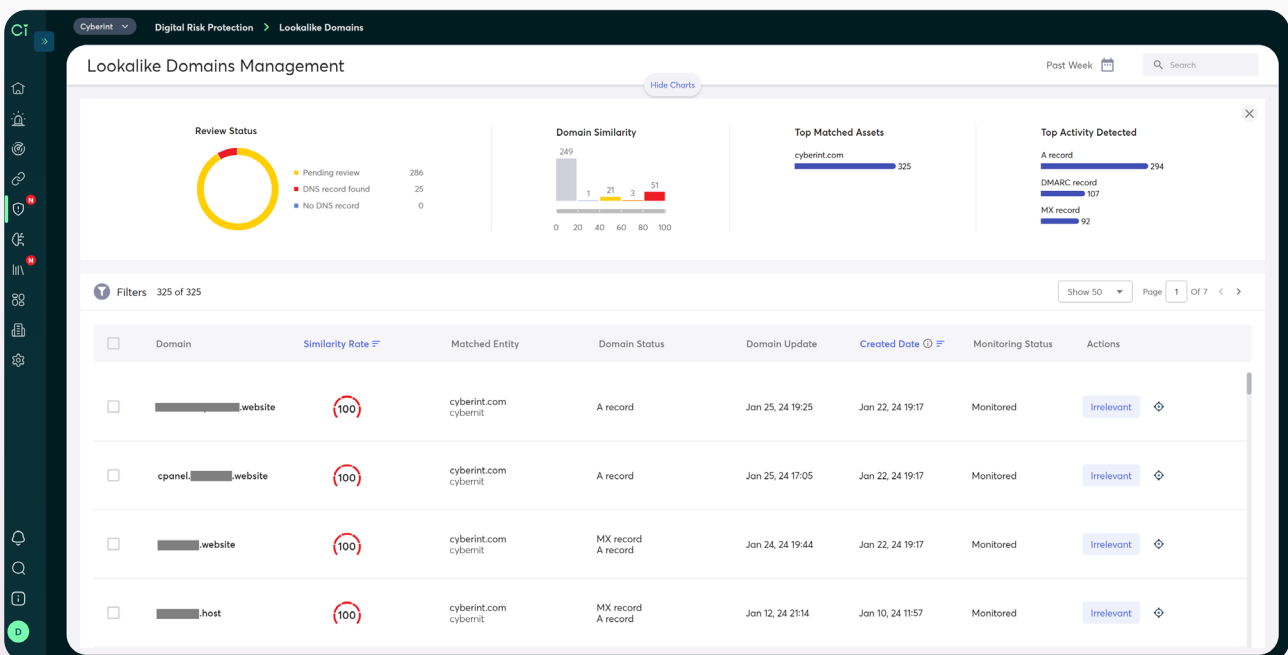 Ci
Cyberint
Digital Risk Protection > Lookalike Domains
»
Lookalike Domains Management
Past Week
Search
Hide Charts
Review Status
Pending review 286
DNS record found 25
No DNS record 0
Domain Similarity
249
1
21
3
51
0 20 40 60 80 100
Top Matched Assets
cyberint.com
325
Top Activity Detected
A record
294
DMARC record
107
MX record
92
N
N
Filters 325 of 325
Show 50
Page 1 Of 7 < >
Domain Similarity Rate Matched Entity Domain Status Domain Update Created Date Monitoring Status Actions
.website 100 cyberint.com A record Jan 25, 24 19:25 Jan 22, 24 19:17 Monitored Irrelevant
cybernit
cpanel. .website 100 cyberint.com A record Jan 25, 24 17:05 Jan 22, 24 19:17 Monitored Irrelevant
cybernit
.website 100 cyberint.com MX record Jan 24, 24 19:44 Jan 22, 24 19:17 Monitored Irrelevant
cybernit A record
.host 100 cyberint.com MX record Jan 12, 24 21:14 Jan 10, 24 11:57 Monitored Irrelevant
cybernit A record
D